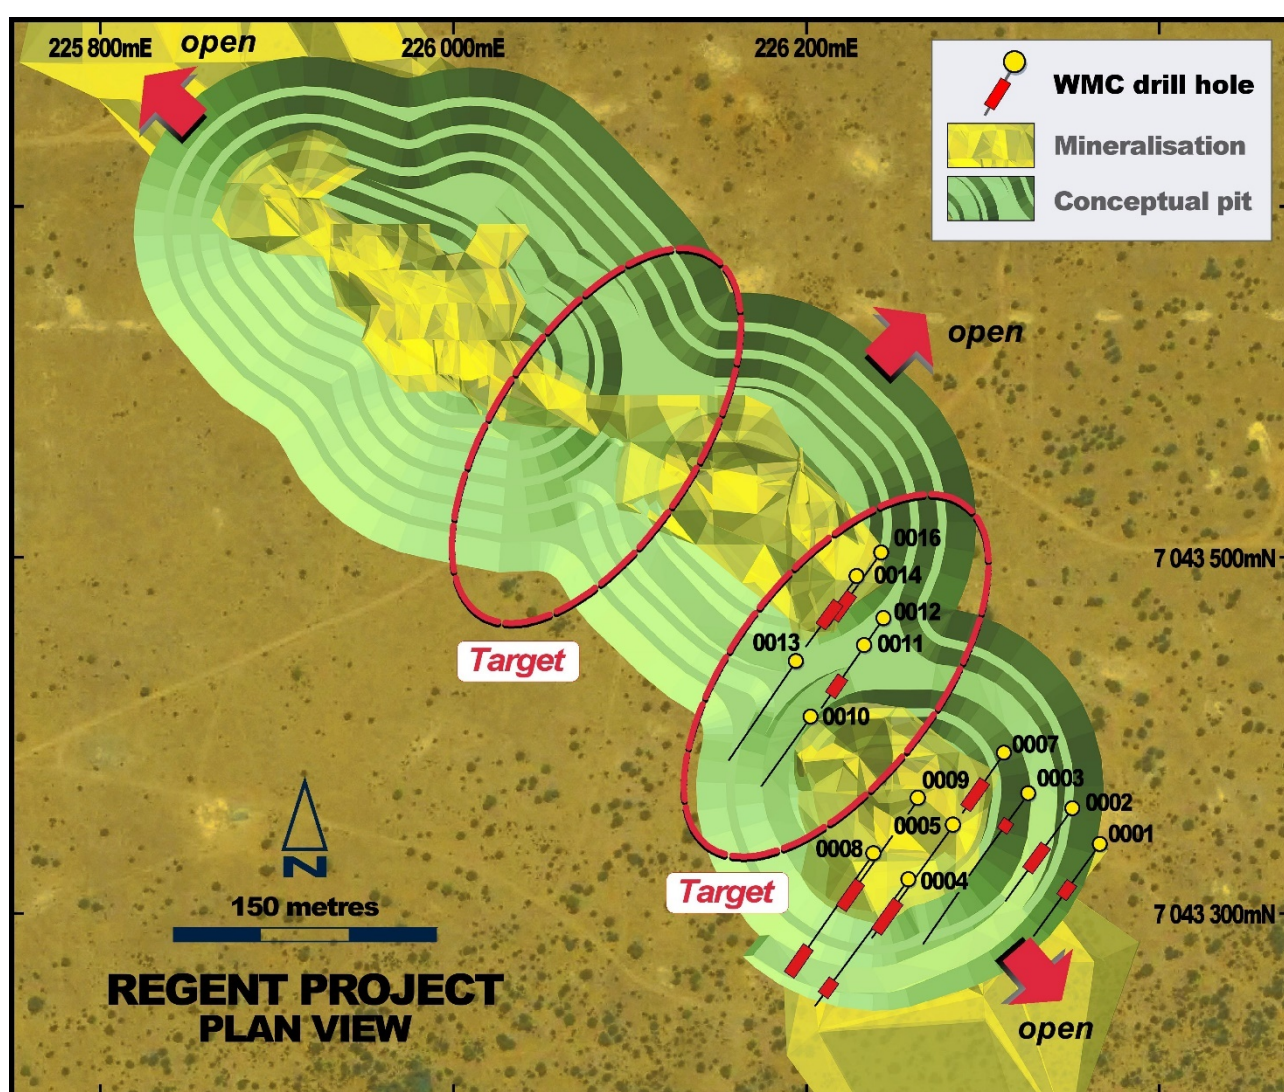 225 800mE
open
226 000mE
226 200mE
WMC drill hole
Mineralisation
Conceptual pit
open
0016
7 043 500mN
0014
0012
0013
0011
Target
0010
0007
0009
0003
0002
0005
0001
0008
0004
Target
N
150 metres
7 043 300mN
REGENT PROJECT
PLAN VIEW
open